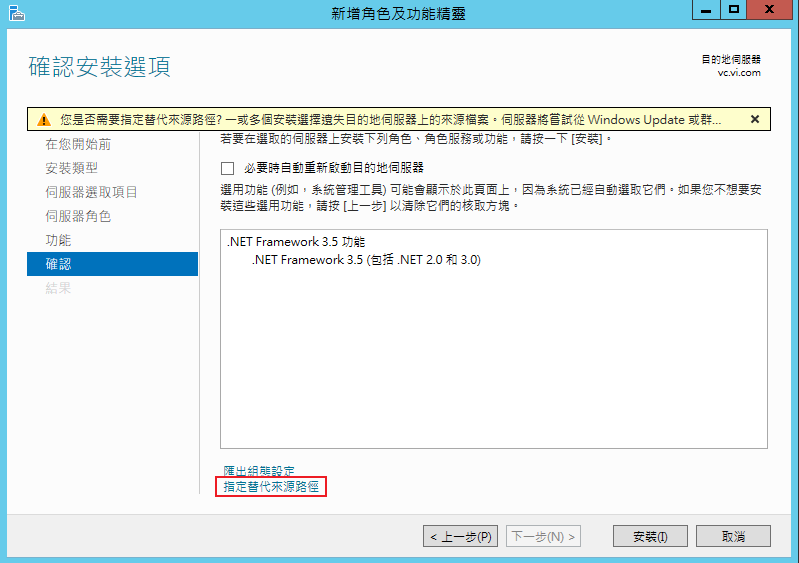 新增角色及功能精靈
確認安裝選項
目的地伺服器
vc.vi.com
您是否需要指定替代來源路徑? 一或多個安裝選擇遺失目的地伺服器上的來源檔案。伺服器將嘗試從 Windows Update 或群...
在您開始前
安裝類型
伺服器選取項目
伺服器角色
功能
確認
結果
若要在選取的伺服器上安裝下列角色、角色服務或功能，請按一下 [安裝]。
必要時自動重新啟動目的地伺服器
選用功能 (例如，系統管理工具) 可能會顯示於此頁面上，因為系統已經自動選取它們。如果您不想要安
裝這些選用功能，請按 [上一步] 以清除它們的核取方塊。
.NET Framework 3.5 功能
.NET Framework 3.5 (包括 .NET 2.0 和 3.0)
匯出組態設定
指定替代來源路徑
< 上一步(P)
下一步(N) >
安裝(I)
取消